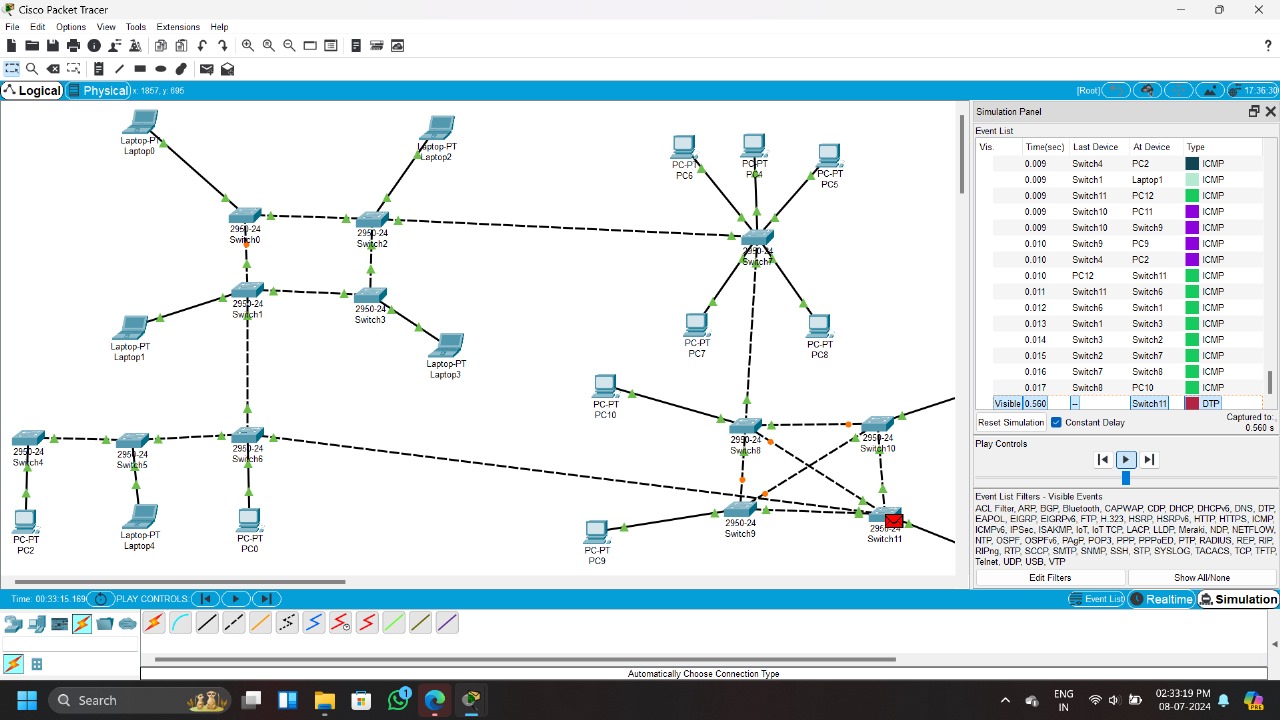 Cisco Packet Tracer
File Edit Options View Tools Extensions Help
?
Logical Physical x: 1857, y: 695 [Root] 17:36:30
Laptop-PT
Laptop0
Laptop-PT
Laptop2
PC-PT
PC6
PC-PT
PC4
PC-PT
PC5
2950-24
Switch0
2950-24
Switch2
2950-24
Switch7
2950-24
Switch1
2950-24
Switch3
Laptop-PT
Laptop1
Laptop-PT
Laptop3
PC-PT
PC7
PC-PT
PC8
PC-PT
PC10
2950-24
Switch4
2950-24
Switch5
2950-24
Switch6
2950-24
Switch8
2950-24
Switch10
PC-PT
PC2
Laptop-PT
Laptop4
PC-PT
PC0
PC-PT
PC9
2950-24
Switch9
2950-24
Switch11
Simulation Panel
Event List
Vis. Time(sec) Last Device At Device Type
0.009 Switch4 PC2 ICMP
0.009 Switch1 Laptop1 ICMP
0.009 Switch11 PC12 ICMP
0.009 Switch10 PC11 ICMP
0.009 Switch10 Switch9 ICMP
0.010 Switch9 PC9 ICMP
0.010 Switch4 PC2 ICMP
0.010 PC12 Switch11 ICMP
0.011 Switch11 Switch6 ICMP
0.012 Switch6 Switch1 ICMP
0.013 Switch1 Switch3 ICMP
0.014 Switch3 Switch2 ICMP
0.015 Switch2 Switch7 ICMP
0.016 Switch7 Switch8 ICMP
0.017 Switch8 PC10 ICMP
Visible 0.560 -- Switch11 DTP
Reset Simulation Constant Delay Captured to:
0.560 s
Play Controls
Event List Filters - Visible Events
ACL Filter, ARP, BGP, Bluetooth, CAPWAP, CDP, DHCP, DHCPv6, DNS, DTP,
EAPOL, EIGRP, EIGRPv6, FTP, H.323, HSRP, HSRPv6, HTTP, HTTPS, ICMP,
ICMPv6, IPSec, ISAKMP, IoT, IoT TCP, LACP, LLDP, Meraki, NDP, NETFLOW,
NTP, OSPF, OSPFv6, PAgP, POP3, PPP, PPPoED, PTP, RADIUS, REP, RIP,
RIPng, RTP, SCCP, SMTP, SNMP, SSH, STP, SYSLOG, TACACS, TCP, TFTP,
Telnet, UDP, USB, VTP
Edit Filters Show All/None
Time: 00:33:15.169 PLAY CONTROLS: Event List Realtime Simulation
Automatically Choose Connection Type
Search 1 ENG
IN 02:33:19 PM
08-07-2024